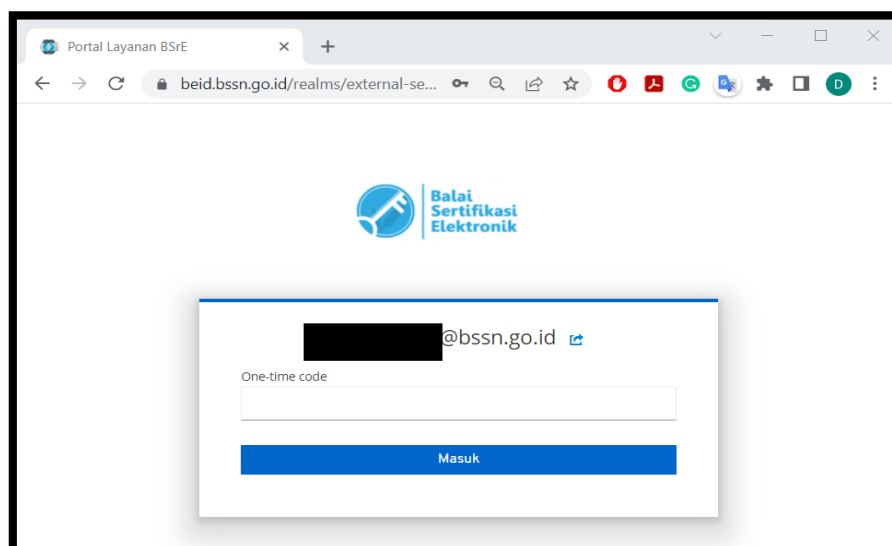 Portal Layanan BSrE
beid.bssn.go.id/realms/external-se...
D
Balai
Sertifikasi
Elektronik
@bssn.go.id
One-time code
Masuk